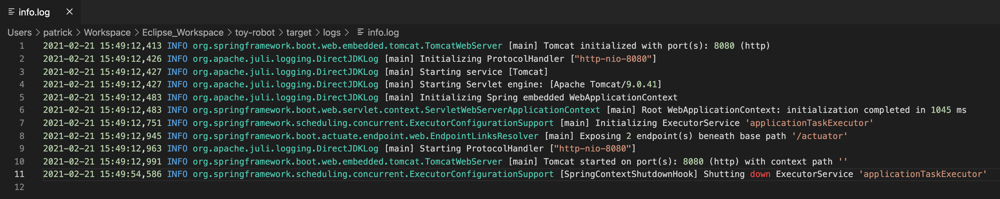 info.log
Users > patrick > Workspace > Eclipse_Workspace > toy-robot > target > logs > info.log
1 2021-02-21 15:49:12,413 INFO org.springframework.boot.web.embedded.tomcat.TomcatWebServer [main] Tomcat initialized with port(s): 8080 (http)
2 2021-02-21 15:49:12,426 INFO org.apache.juli.logging.DirectJDKLog [main] Initializing ProtocolHandler ["http-nio-8080"]
3 2021-02-21 15:49:12,427 INFO org.apache.juli.logging.DirectJDKLog [main] Starting service [Tomcat]
4 2021-02-21 15:49:12,427 INFO org.apache.juli.logging.DirectJDKLog [main] Starting Servlet engine: [Apache Tomcat/9.0.41]
5 2021-02-21 15:49:12,483 INFO org.apache.juli.logging.DirectJDKLog [main] Initializing Spring embedded WebApplicationContext
6 2021-02-21 15:49:12,483 INFO org.springframework.boot.web.servlet.context.ServletWebServerApplicationContext [main] Root WebApplicationContext: initialization completed in 1045 ms
7 2021-02-21 15:49:12,751 INFO org.springframework.scheduling.concurrent.ExecutorConfigurationSupport [main] Initializing ExecutorService 'applicationTaskExecutor'
8 2021-02-21 15:49:12,945 INFO org.springframework.boot.actuate.endpoint.web.EndpointLinksResolver [main] Exposing 2 endpoint(s) beneath base path '/actuator'
9 2021-02-21 15:49:12,963 INFO org.apache.juli.logging.DirectJDKLog [main] Starting ProtocolHandler ["http-nio-8080"]
10 2021-02-21 15:49:12,991 INFO org.springframework.boot.web.embedded.tomcat.TomcatWebServer [main] Tomcat started on port(s): 8080 (http) with context path ''
11 2021-02-21 15:49:54,586 INFO org.springframework.scheduling.concurrent.ExecutorConfigurationSupport [SpringContextShutdownHook] Shutting down ExecutorService 'applicationTaskExecutor'
12